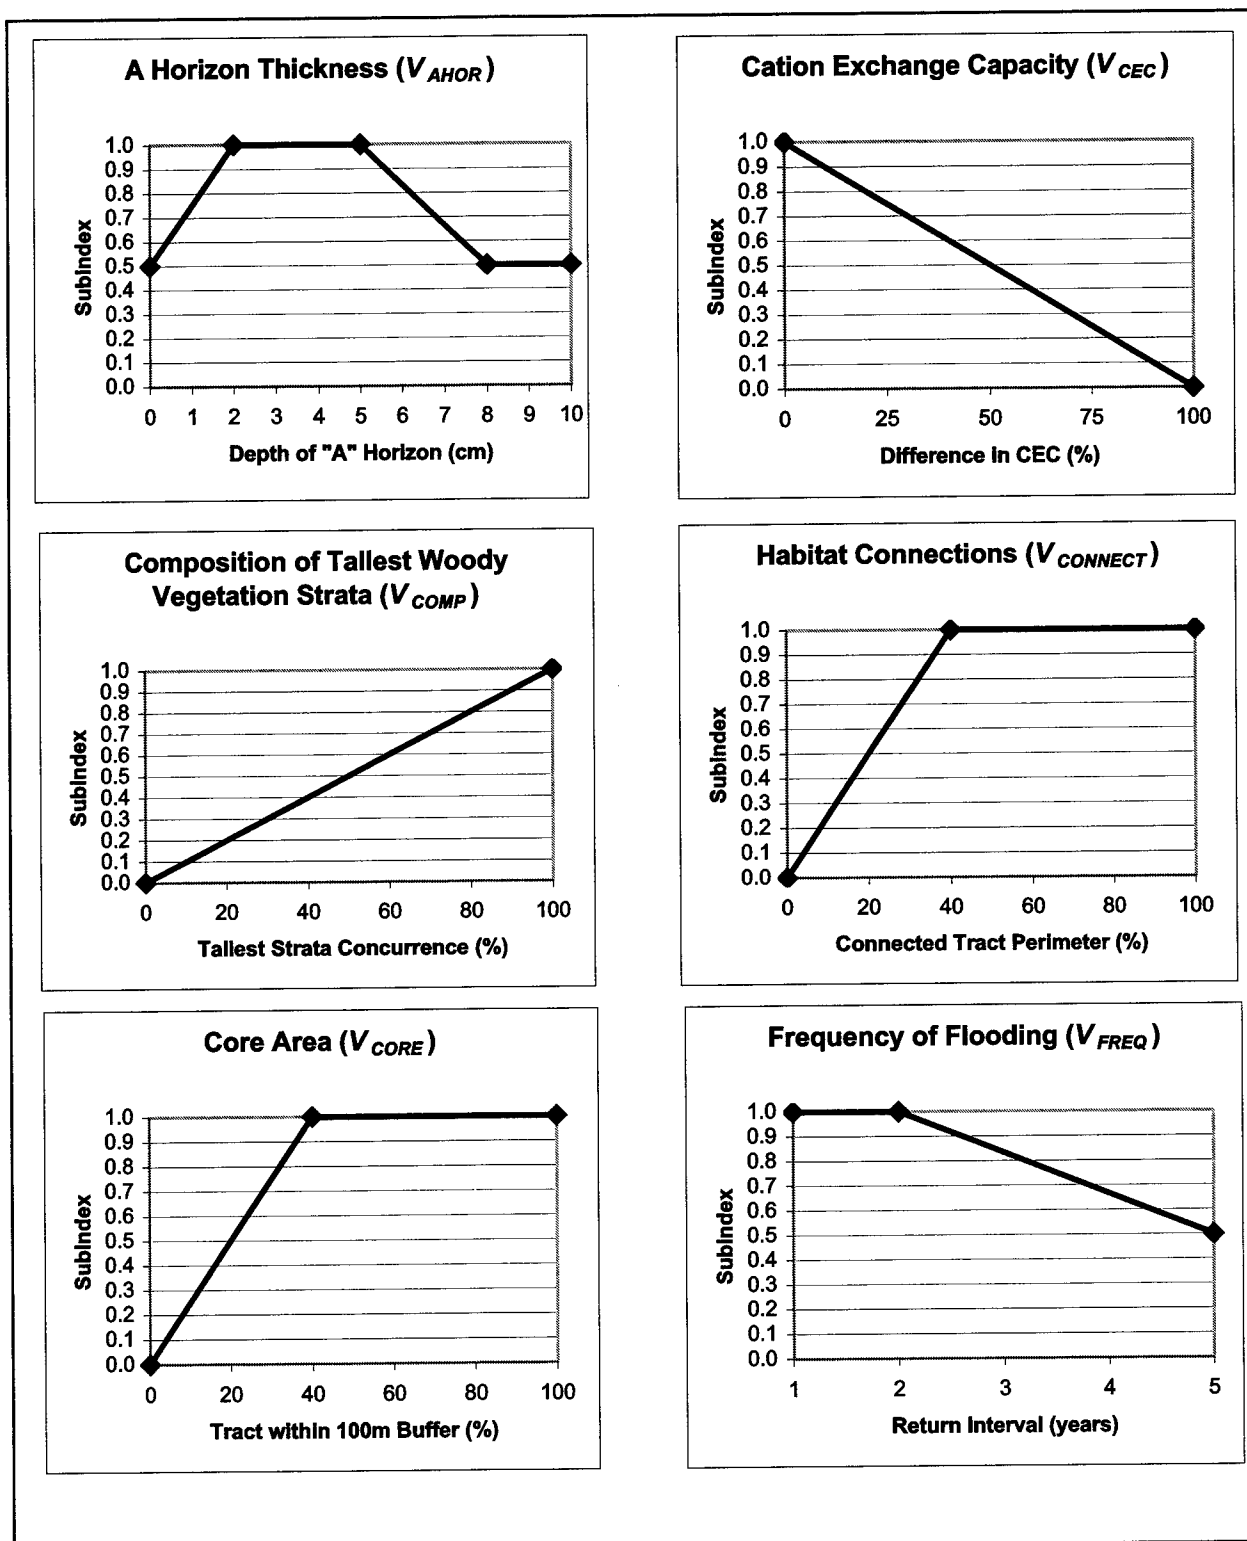 A Horizon Thickness (V AHOR)
1.0
0.9
0.8
0.7
0.6
0.5
0.4
0.3
0.2
0.1
0.0
SubIndex
0 1 2 3 4 5 6 7 8 9 10
Depth of "A" Horizon (cm)
Cation Exchange Capacity (V CEC)
1.0
0.9
0.8
0.7
0.6
0.5
0.4
0.3
0.2
0.1
0.0
SubIndex
0 25 50 75 100
Difference in CEC (%)
Composition of Tallest Woody
Vegetation Strata (V COMP)
1.0
0.9
0.8
0.7
0.6
0.5
0.4
0.3
0.2
0.1
0.0
SubIndex
0 20 40 60 80 100
Tallest Strata Concurrence (%)
Habitat Connections (V CONNECT)
1.0
0.9
0.8
0.7
0.6
0.5
0.4
0.3
0.2
0.1
0.0
SubIndex
0 20 40 60 80 100
Connected Tract Perimeter (%)
Core Area (V CORE)
1.0
0.9
0.8
0.7
0.6
0.5
0.4
0.3
0.2
0.1
0.0
SubIndex
0 20 40 60 80 100
Tract within 100m Buffer (%)
Frequency of Flooding (V FREQ)
1.0
0.9
0.8
0.7
0.6
0.5
0.4
0.3
0.2
0.1
0.0
SubIndex
1 2 3 4 5
Return Interval (years)